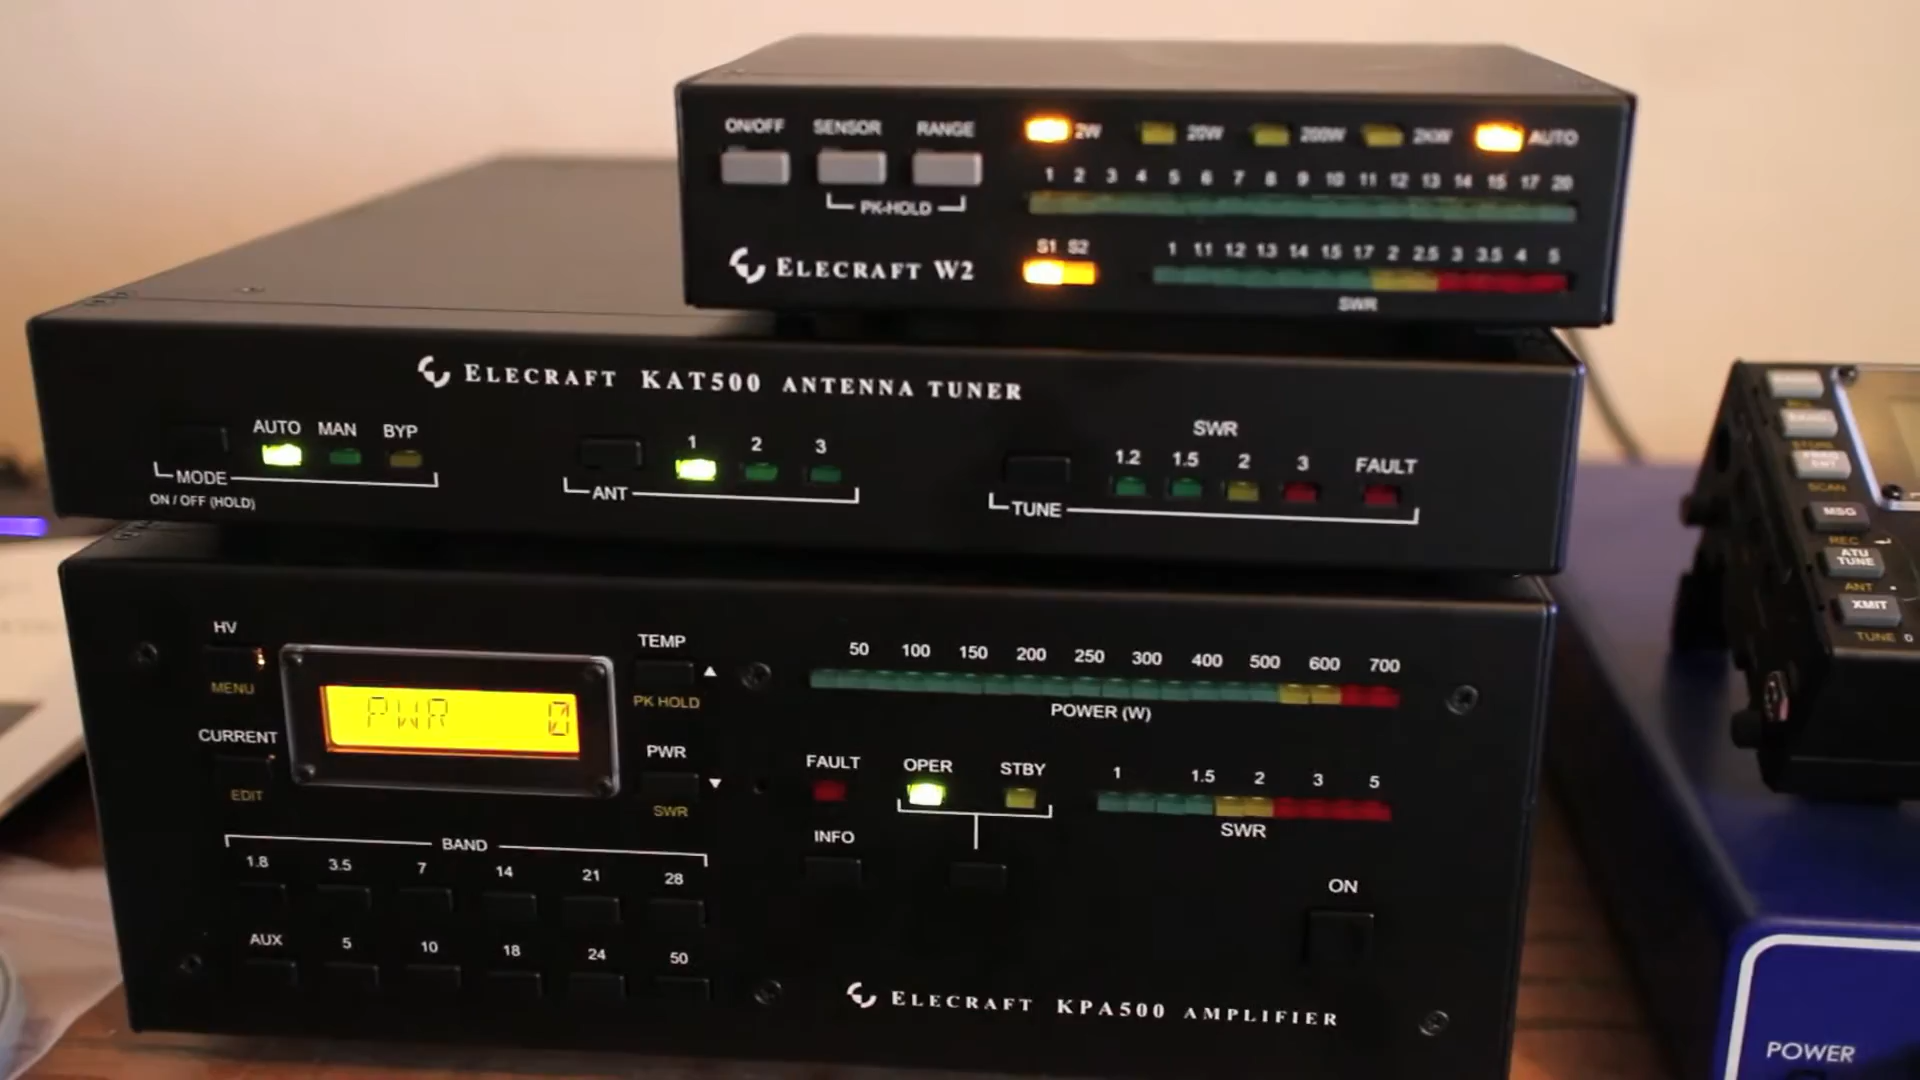 ON/OFF SENSOR RANGE 2W 20W 200W 2KW AUTO
1 2 3 4 5 6 7 8 9 10 11 12 13 14 15 17 20
PK-HOLD
S1 S2 1 1.1 1.2 1.3 1.4 1.5 1.7 2 2.5 3 3.5 4 5
ELECRAFT W2
SWR
ELECRAFT KAT500 ANTENNA TUNER
AUTO MAN BYP
MODE
ON / OFF (HOLD)
1 2 3
ANT
SWR
1.2 1.5 2 3 FAULT
TUNE
HV
MENU
CURRENT
EDIT
PWR 0
TEMP
PK HOLD
PWR
SWR
50 100 150 200 250 300 400 500 600 700
POWER (W)
FAULT OPER STBY
INFO
1 1.5 2 3 5
SWR
BAND
1.8 3.5 7 14 21 28
AUX 5 10 18 24 50
ON
ELECRAFT KPA500 AMPLIFIER
SCAN
MSG
REC
ATU
TUNE
ANT
XMIT
TUNE
POWER